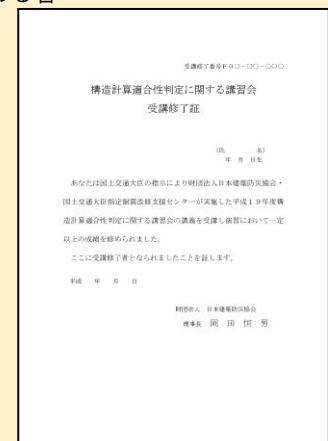 受講修了番号F○○－○○－○○○
構造計算適合性判定に関する講習会
受講修了証
(氏　　名)
年　月　日生
あなたは国土交通大臣の指示により財団法人日本建築防災協会・
国土交通大臣指定耐震改修支援センターが実施した平成１９年度構
造計算適合性判定に関する講習会の講義を受講し演習において一定
以上の成績を修められました。
ここに受講修了者となられましたことを証します。
平成　年　月　日
財団法人　日本建築防災協会
理事長　岡　田　恒　男